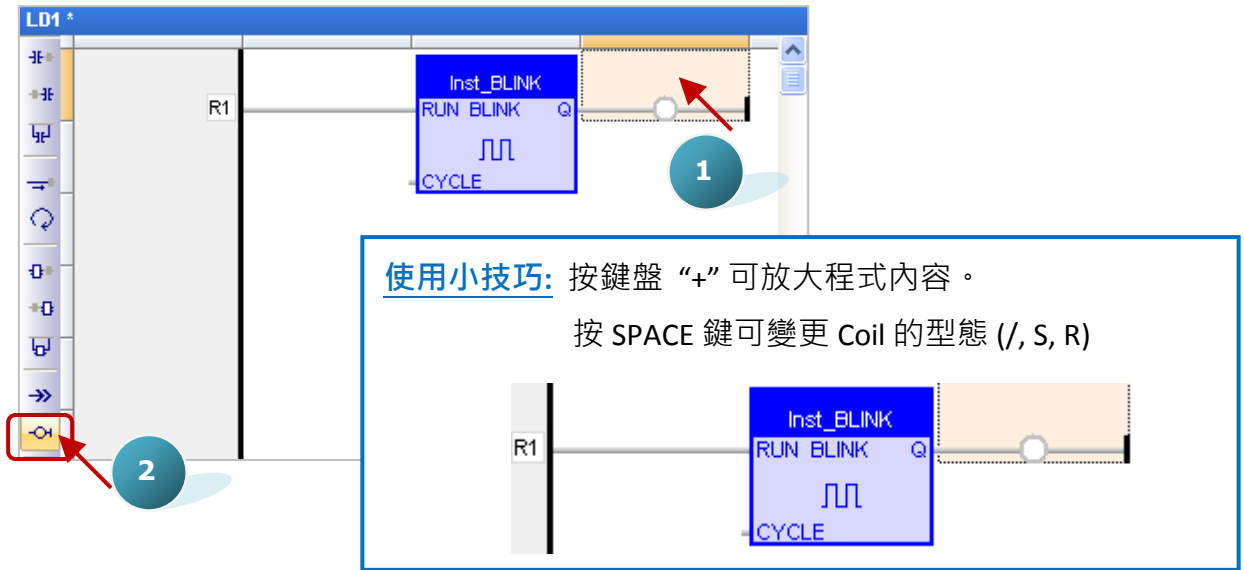 LD1 *
Inst_BLINK
R1
RUN BLINK Q
CYCLE
1
2
使用小技巧: 按鍵盤 “+” 可放大程式內容。
按 SPACE 鍵可變更 Coil 的型態 (/, S, R)
Inst_BLINK
R1
RUN BLINK Q
CYCLE